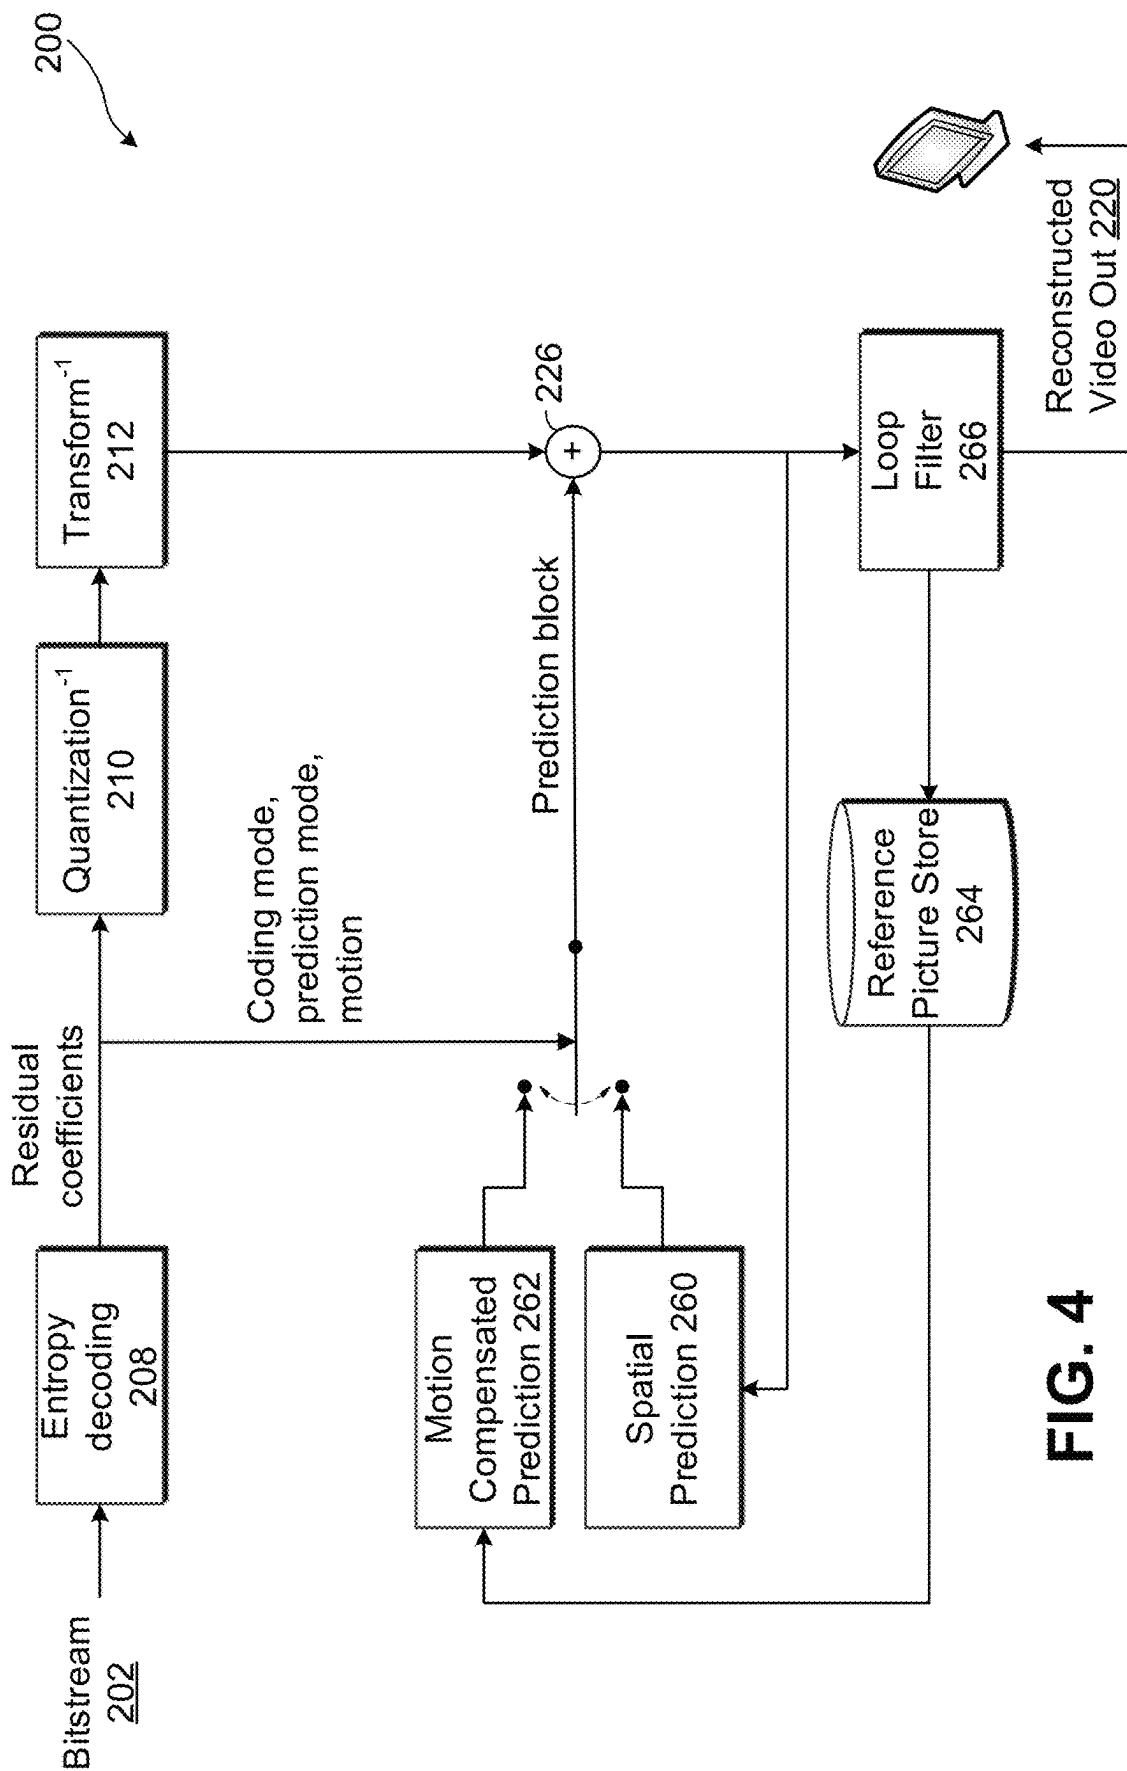 200
Bitstream
202
Entropy
decoding
208
Residual
coefficients
Quantization-1
210
Transform-1
212
Coding mode,
prediction mode,
motion
Motion
Compensated
Prediction 262
Spatial
Prediction 260
Prediction block
+
226
Reference
Picture Store
264
Loop
Filter
266
Reconstructed
Video Out 220
FIG. 4